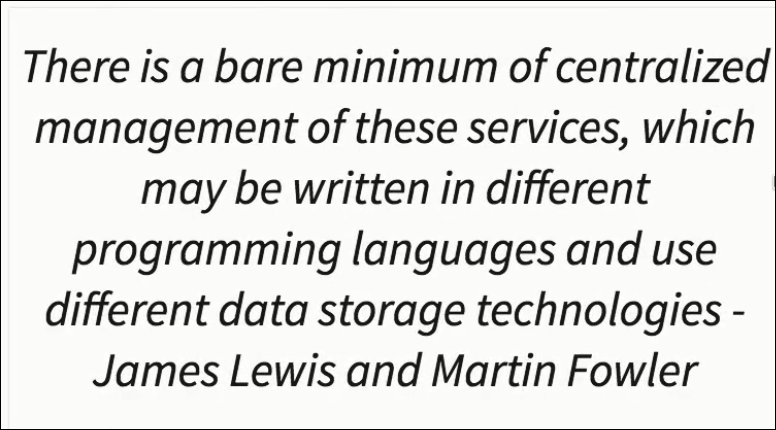 There is a bare minimum of centralized
management of these services, which
may be written in different
programming languages and use
different data storage technologies -
James Lewis and Martin Fowler